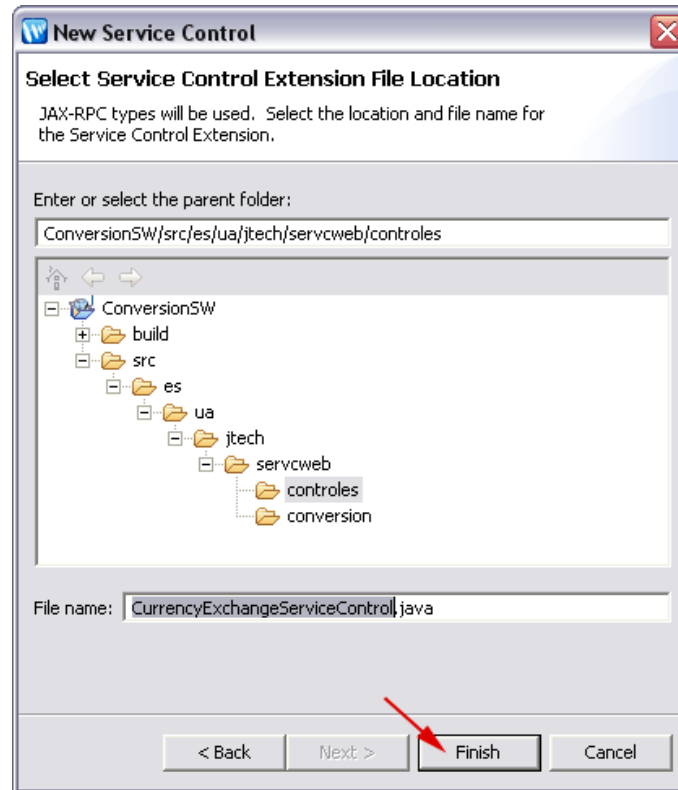 New Service Control
Select Service Control Extension File Location
JAX-RPC types will be used. Select the location and file name for
the Service Control Extension.
Enter or select the parent folder:
ConversionSW/src/es/ua/jtech/servcweb/controles
ConversionSW
build
src
es
ua
jtech
servcweb
controles
conversion
File name: CurrencyExchangeServiceControl.java
< Back Next > Finish Cancel